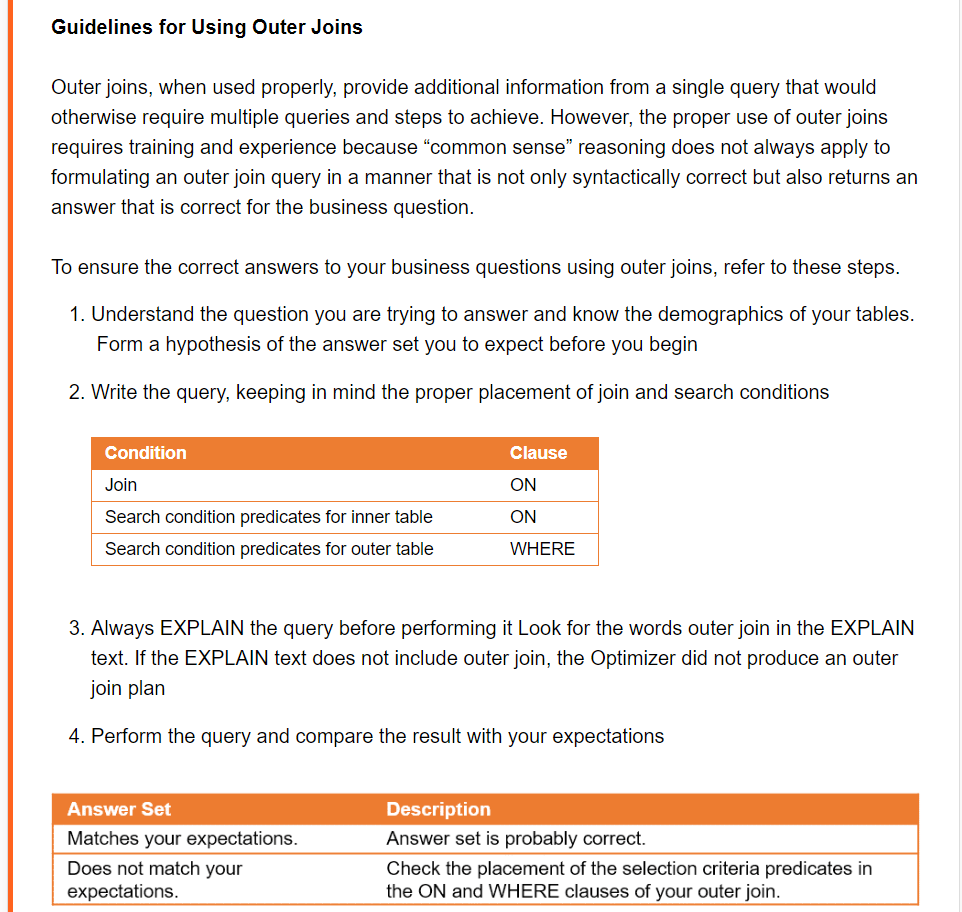 Guidelines for Using Outer Joins
Outer joins, when used properly, provide additional information from a single query that would
otherwise require multiple queries and steps to achieve. However, the proper use of outer joins
requires training and experience because “common sense” reasoning does not always apply to
formulating an outer join query in a manner that is not only syntactically correct but also returns an
answer that is correct for the business question.
To ensure the correct answers to your business questions using outer joins, refer to these steps.
1. Understand the question you are trying to answer and know the demographics of your tables.
Form a hypothesis of the answer set you to expect before you begin
2. Write the query, keeping in mind the proper placement of join and search conditions
Condition Clause
Join ON
Search condition predicates for inner table ON
Search condition predicates for outer table WHERE
3. Always EXPLAIN the query before performing it Look for the words outer join in the EXPLAIN
text. If the EXPLAIN text does not include outer join, the Optimizer did not produce an outer
join plan
4. Perform the query and compare the result with your expectations
Answer Set Description
Matches your expectations. Answer set is probably correct.
Does not match your Check the placement of the selection criteria predicates in
expectations. the ON and WHERE clauses of your outer join.